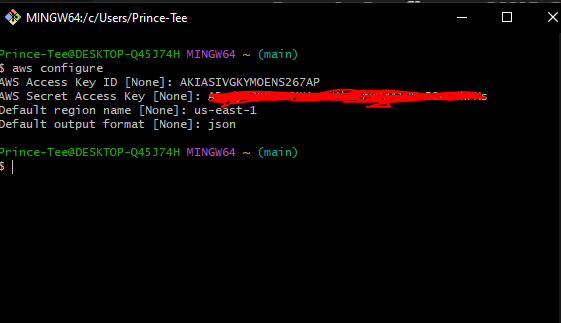 MINGW64:/c/Users/Prince-Tee
Prince-Tee@DESKTOP-Q45J74H MINGW64 ~ (main)
$ aws configure
AWS Access Key ID [None]: AKIASIVGKYMOENS267AP
AWS Secret Access Key [None]:
Default region name [None]: us-east-1
Default output format [None]: json
Prince-Tee@DESKTOP-Q45J74H MINGW64 ~ (main)
$